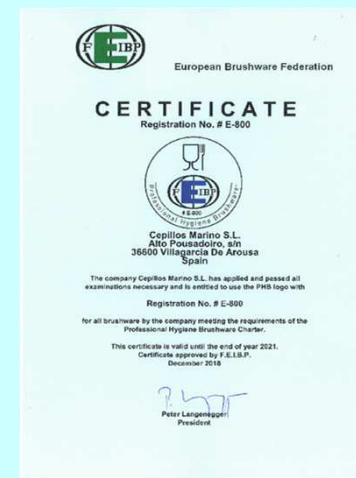 F EIBP
European Brushware Federation
CERTIFICATE
Registration No. # E-800
F EIBP
# E-800
Professional Hygiene Brushware
Cepillos Marino S.L.
Alto Pousadoiro, s/n
36600 Villagarcia De Arousa
Spain
The company Cepillos Marino S.L. has applied and passed all
examinations necessary and is entitled to use the PHB logo with
Registration No. # E-800
for all brushware by the company meeting the requirements of the
Professional Hygiene Brushware Charter.
This certificate is valid until the end of year 2021.
Certificate approved by F.E.I.B.P.
December 2018
Peter Langenegger
President